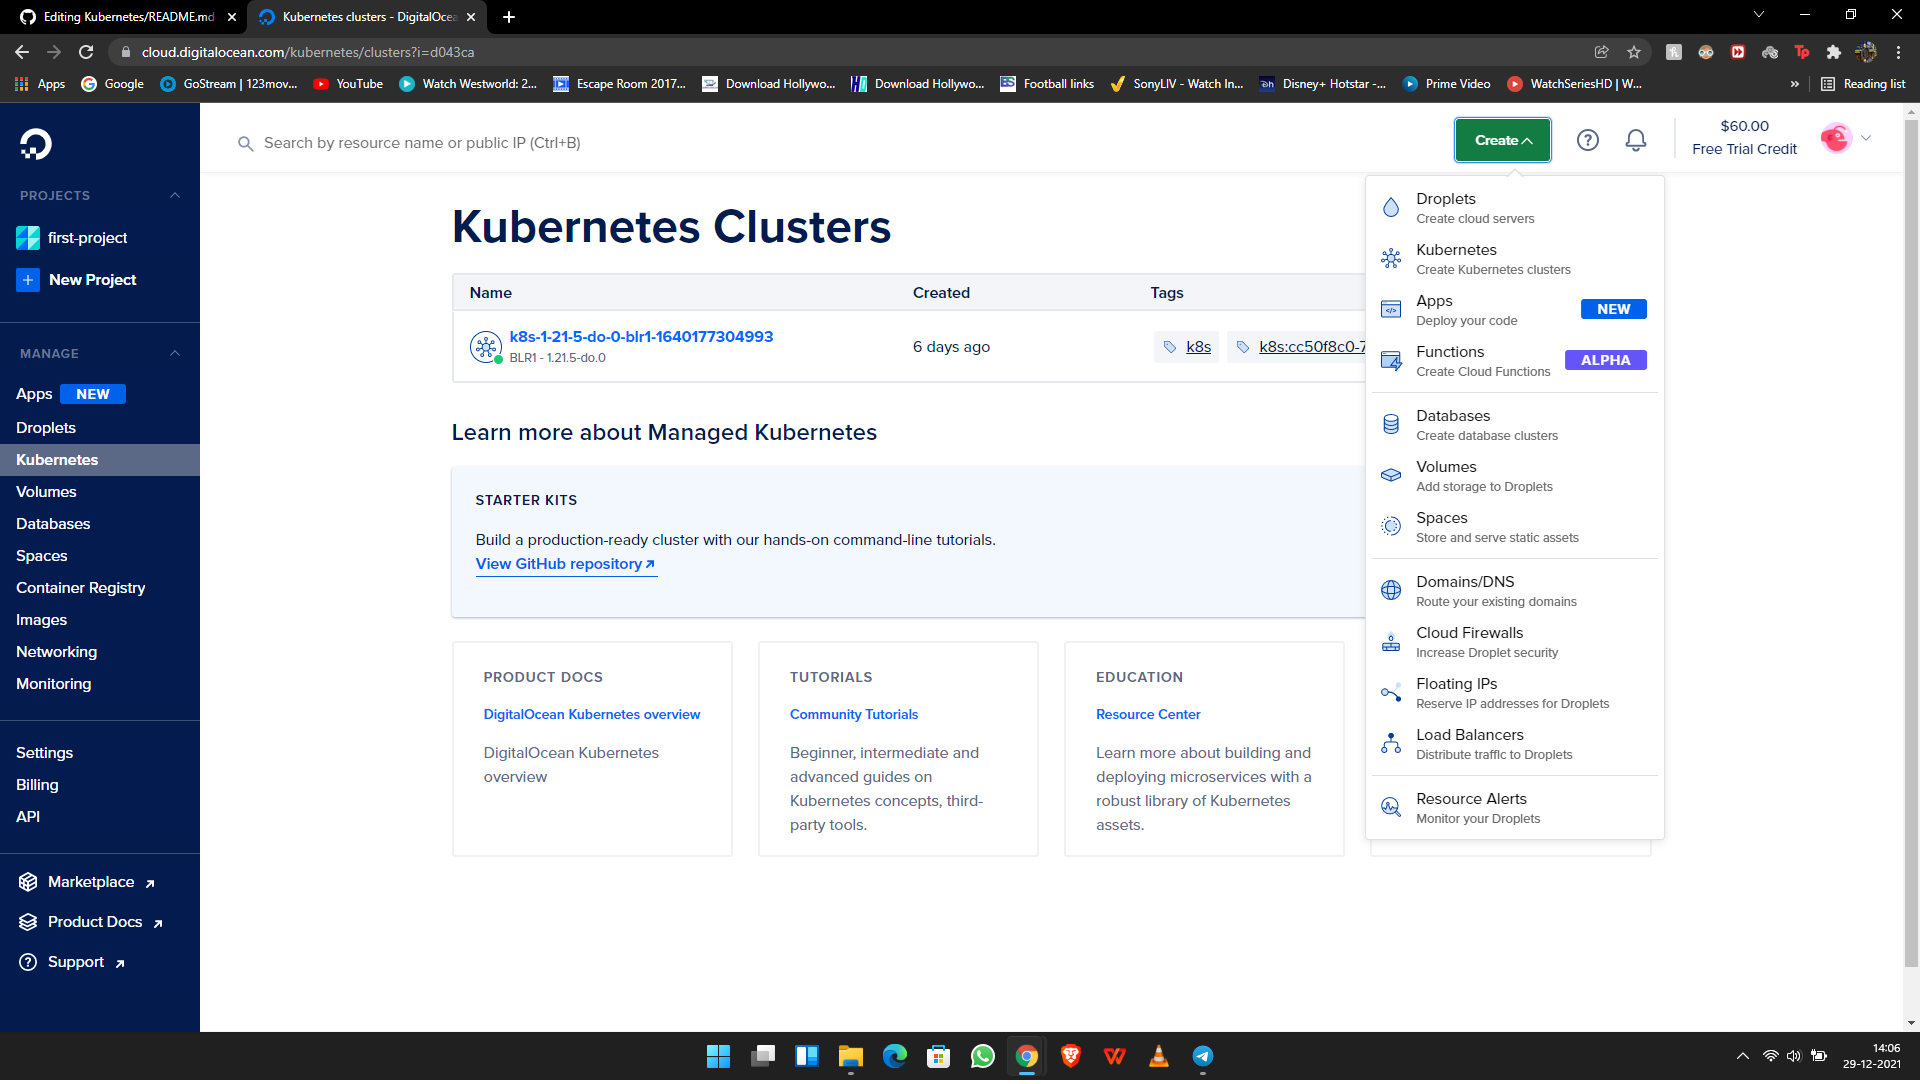 Editing Kubernetes/README.md
Kubernetes clusters - DigitalOcea
cloud.digitalocean.com/kubernetes/clusters?i=d043ca
Apps
Google
GoStream | 123mov...
YouTube
Watch Westworld: 2...
Escape Room 2017...
Download Hollywo...
Download Hollywo...
Football links
SonyLIV - Watch In...
Disney+ Hotstar -...
Prime Video
WatchSeriesHD | W...
»
Reading list
Search by resource name or public IP (Ctrl+B)
Create
$60.00
Free Trial Credit
PROJECTS
first-project
New Project
MANAGE
Apps NEW
Droplets
Kubernetes
Volumes
Databases
Spaces
Container Registry
Images
Networking
Monitoring
Settings
Billing
API
Marketplace
Product Docs
Support
Kubernetes Clusters
Name Created Tags
k8s-1-21-5-do-0-blr1-1640177304993
BLR1 - 1.21.5-do.0
6 days ago
k8s
k8s:cc50f8c0-7
Learn more about Managed Kubernetes
STARTER KITS
Build a production-ready cluster with our hands-on command-line tutorials.
View GitHub repository
PRODUCT DOCS
DigitalOcean Kubernetes overview
DigitalOcean Kubernetes
overview
TUTORIALS
Community Tutorials
Beginner, intermediate and
advanced guides on
Kubernetes concepts, third-
party tools.
EDUCATION
Resource Center
Learn more about building and
deploying microservices with a
robust library of Kubernetes
assets.
Droplets
Create cloud servers
Kubernetes
Create Kubernetes clusters
Apps
Deploy your code
NEW
Functions
Create Cloud Functions
ALPHA
Databases
Create database clusters
Volumes
Add storage to Droplets
Spaces
Store and serve static assets
Domains/DNS
Route your existing domains
Cloud Firewalls
Increase Droplet security
Floating IPs
Reserve IP addresses for Droplets
Load Balancers
Distribute traffic to Droplets
Resource Alerts
Monitor your Droplets
14:06
29-12-2021